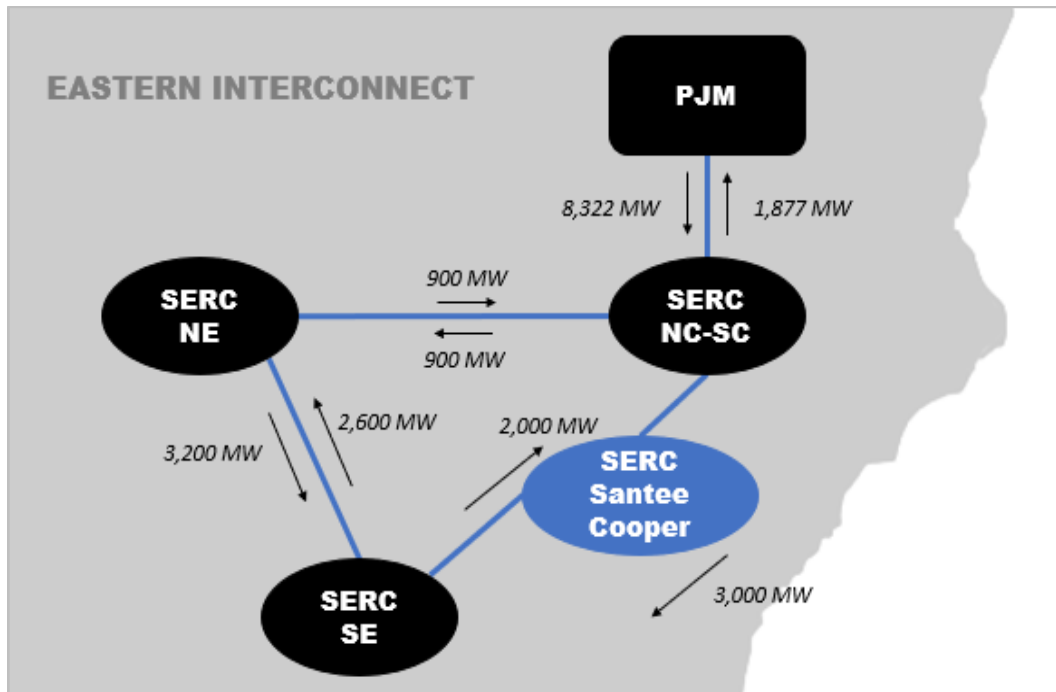 EASTERN INTERCONNECT
PJM
8,322 MW
1,877 MW
900 MW
SERC
NE
SERC
NC-SC
900 MW
2,600 MW
3,200 MW
2,000 MW
SERC
Santee
Cooper
3,000 MW
SERC
SE